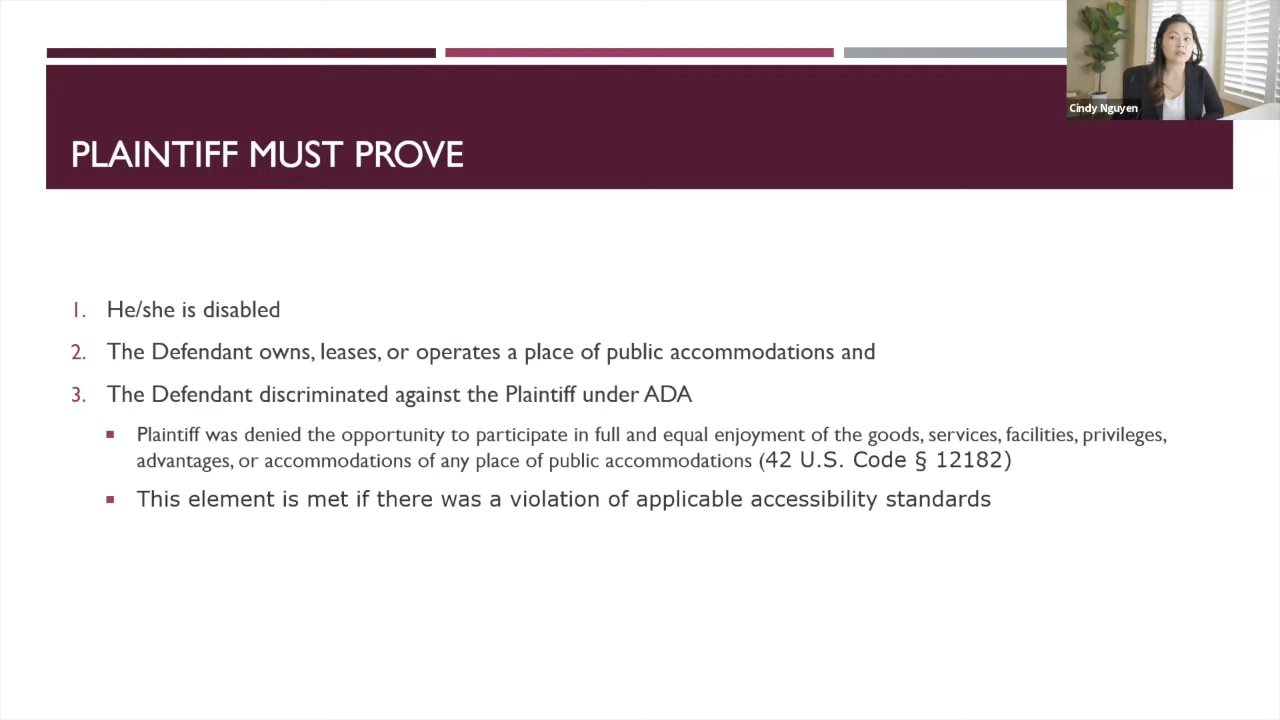 Cindy Nguyen
PLAINTIFF MUST PROVE
1. He/she is disabled
2. The Defendant owns, leases, or operates a place of public accommodations and
3. The Defendant discriminated against the Plaintiff under ADA
▪ Plaintiff was denied the opportunity to participate in full and equal enjoyment of the goods, services, facilities, privileges,
advantages, or accommodations of any place of public accommodations (42 U.S. Code § 12182)
▪ This element is met if there was a violation of applicable accessibility standards